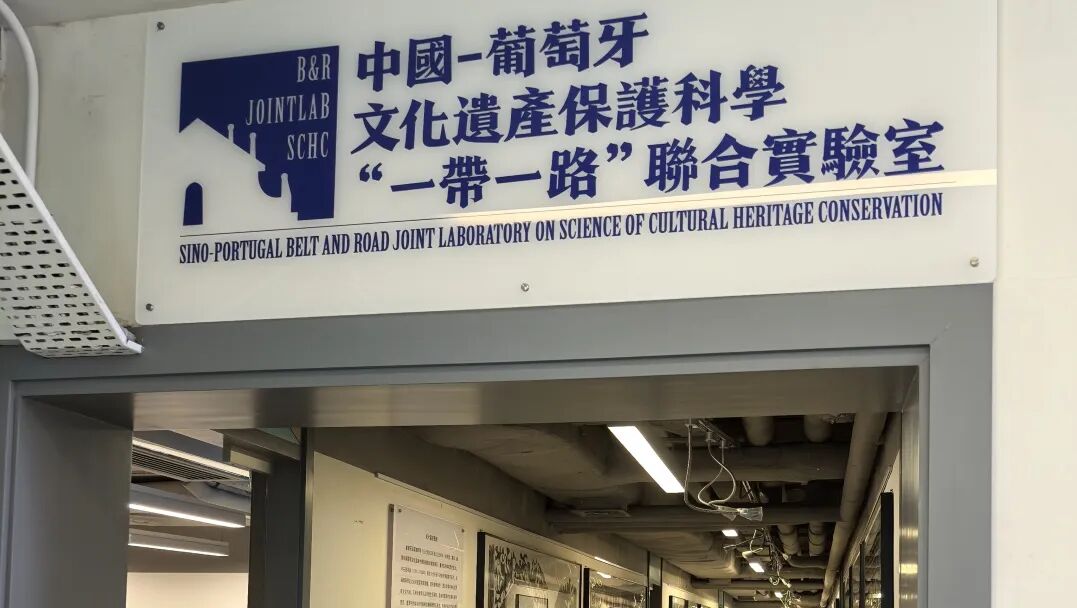 B&R
JOINTLAB
SCHC
中國-葡萄牙
文化遺產保護科學
“一帶一路”聯合實驗室
SINO-PORTUGAL BELT AND ROAD JOINT LABORATORY ON SCIENCE OF CULTURAL HERITAGE CONSERVATION